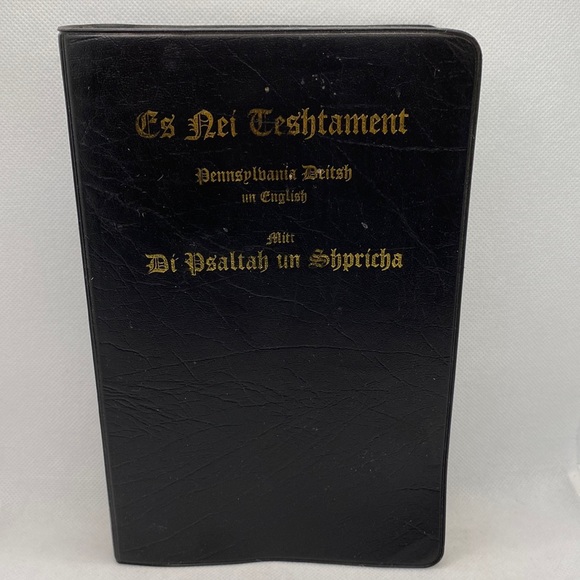 Es Nei Teshtament
Pennsylvania Deitsh
un English
Mitt
Di Psaltah un Shpricha